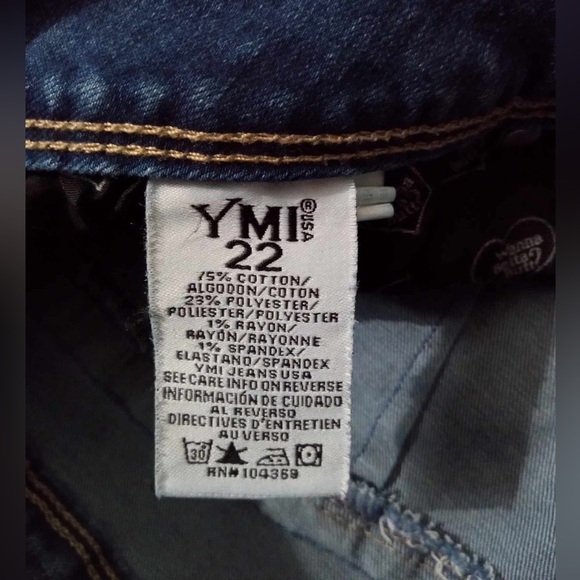 YMI® USA
22
75% COTTON/
ALGODON/COTON
23% POLYESTER/
POLIESTER/POLYESTER
1% RAYON/
RAYÓN/RAYONNE
1% SPANDEX/
ELASTANO/SPANDEX
YMI JEANS USA
SEE CARE INFO ON REVERSE
INFORMACIÓN DE CUIDADO
AL REVERSO
DIRECTIVES D'ENTRETIEN
AU VERSO
30
RN# 104369
wanna